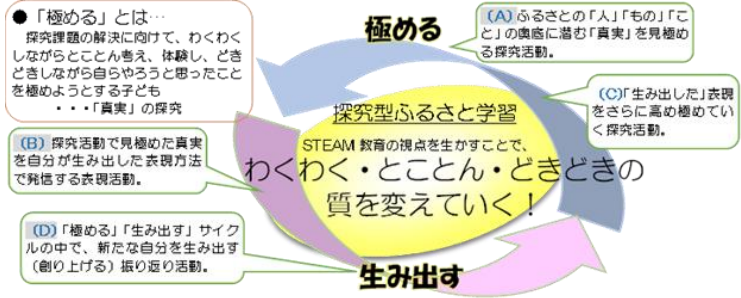 ●「極める」とは…
探究課題の解決に向けて、わくわく
しながらとことん考え、体験し、どき
どきしながら自らやろうと思ったこと
を極めようとする子ども
・・・「真実」の探究
極める
(A) ふるさとの「人」「もの」「こ
と」の奥底に潜む「真実」を見極め
る探究活動。
(C)「生み出した」表現
をさらに高め極めてい
く探究活動。
探究型ふるさと学習
STEAM 教育の視点を生かすことで、
わくわく・とことん・どきどきの
質を変えていく！
(B) 探究活動で見極めた真実
を自分が生み出した表現方法
で発信する表現活動。
(D)「極める」「生み出す」サイク
ルの中で、新たな自分を生み出す
（創り上げる）振り返り活動。
生み出す